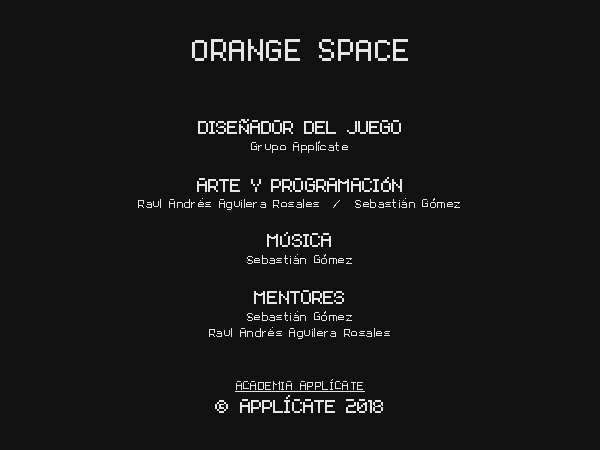 ORANGE SPACE
DISEÑADOR DEL JUEGO
Grupo Applícate
ARTE Y PROGRAMACIÓN
Raul Andrés Aguilera Rosales / Sebastián Gómez
MÚSICA
Sebastián Gómez
MENTORES
Sebastián Gómez
Raul Andrés Aguilera Rosales
ACADEMIA APPLÍCATE
© APPLÍCATE 2018